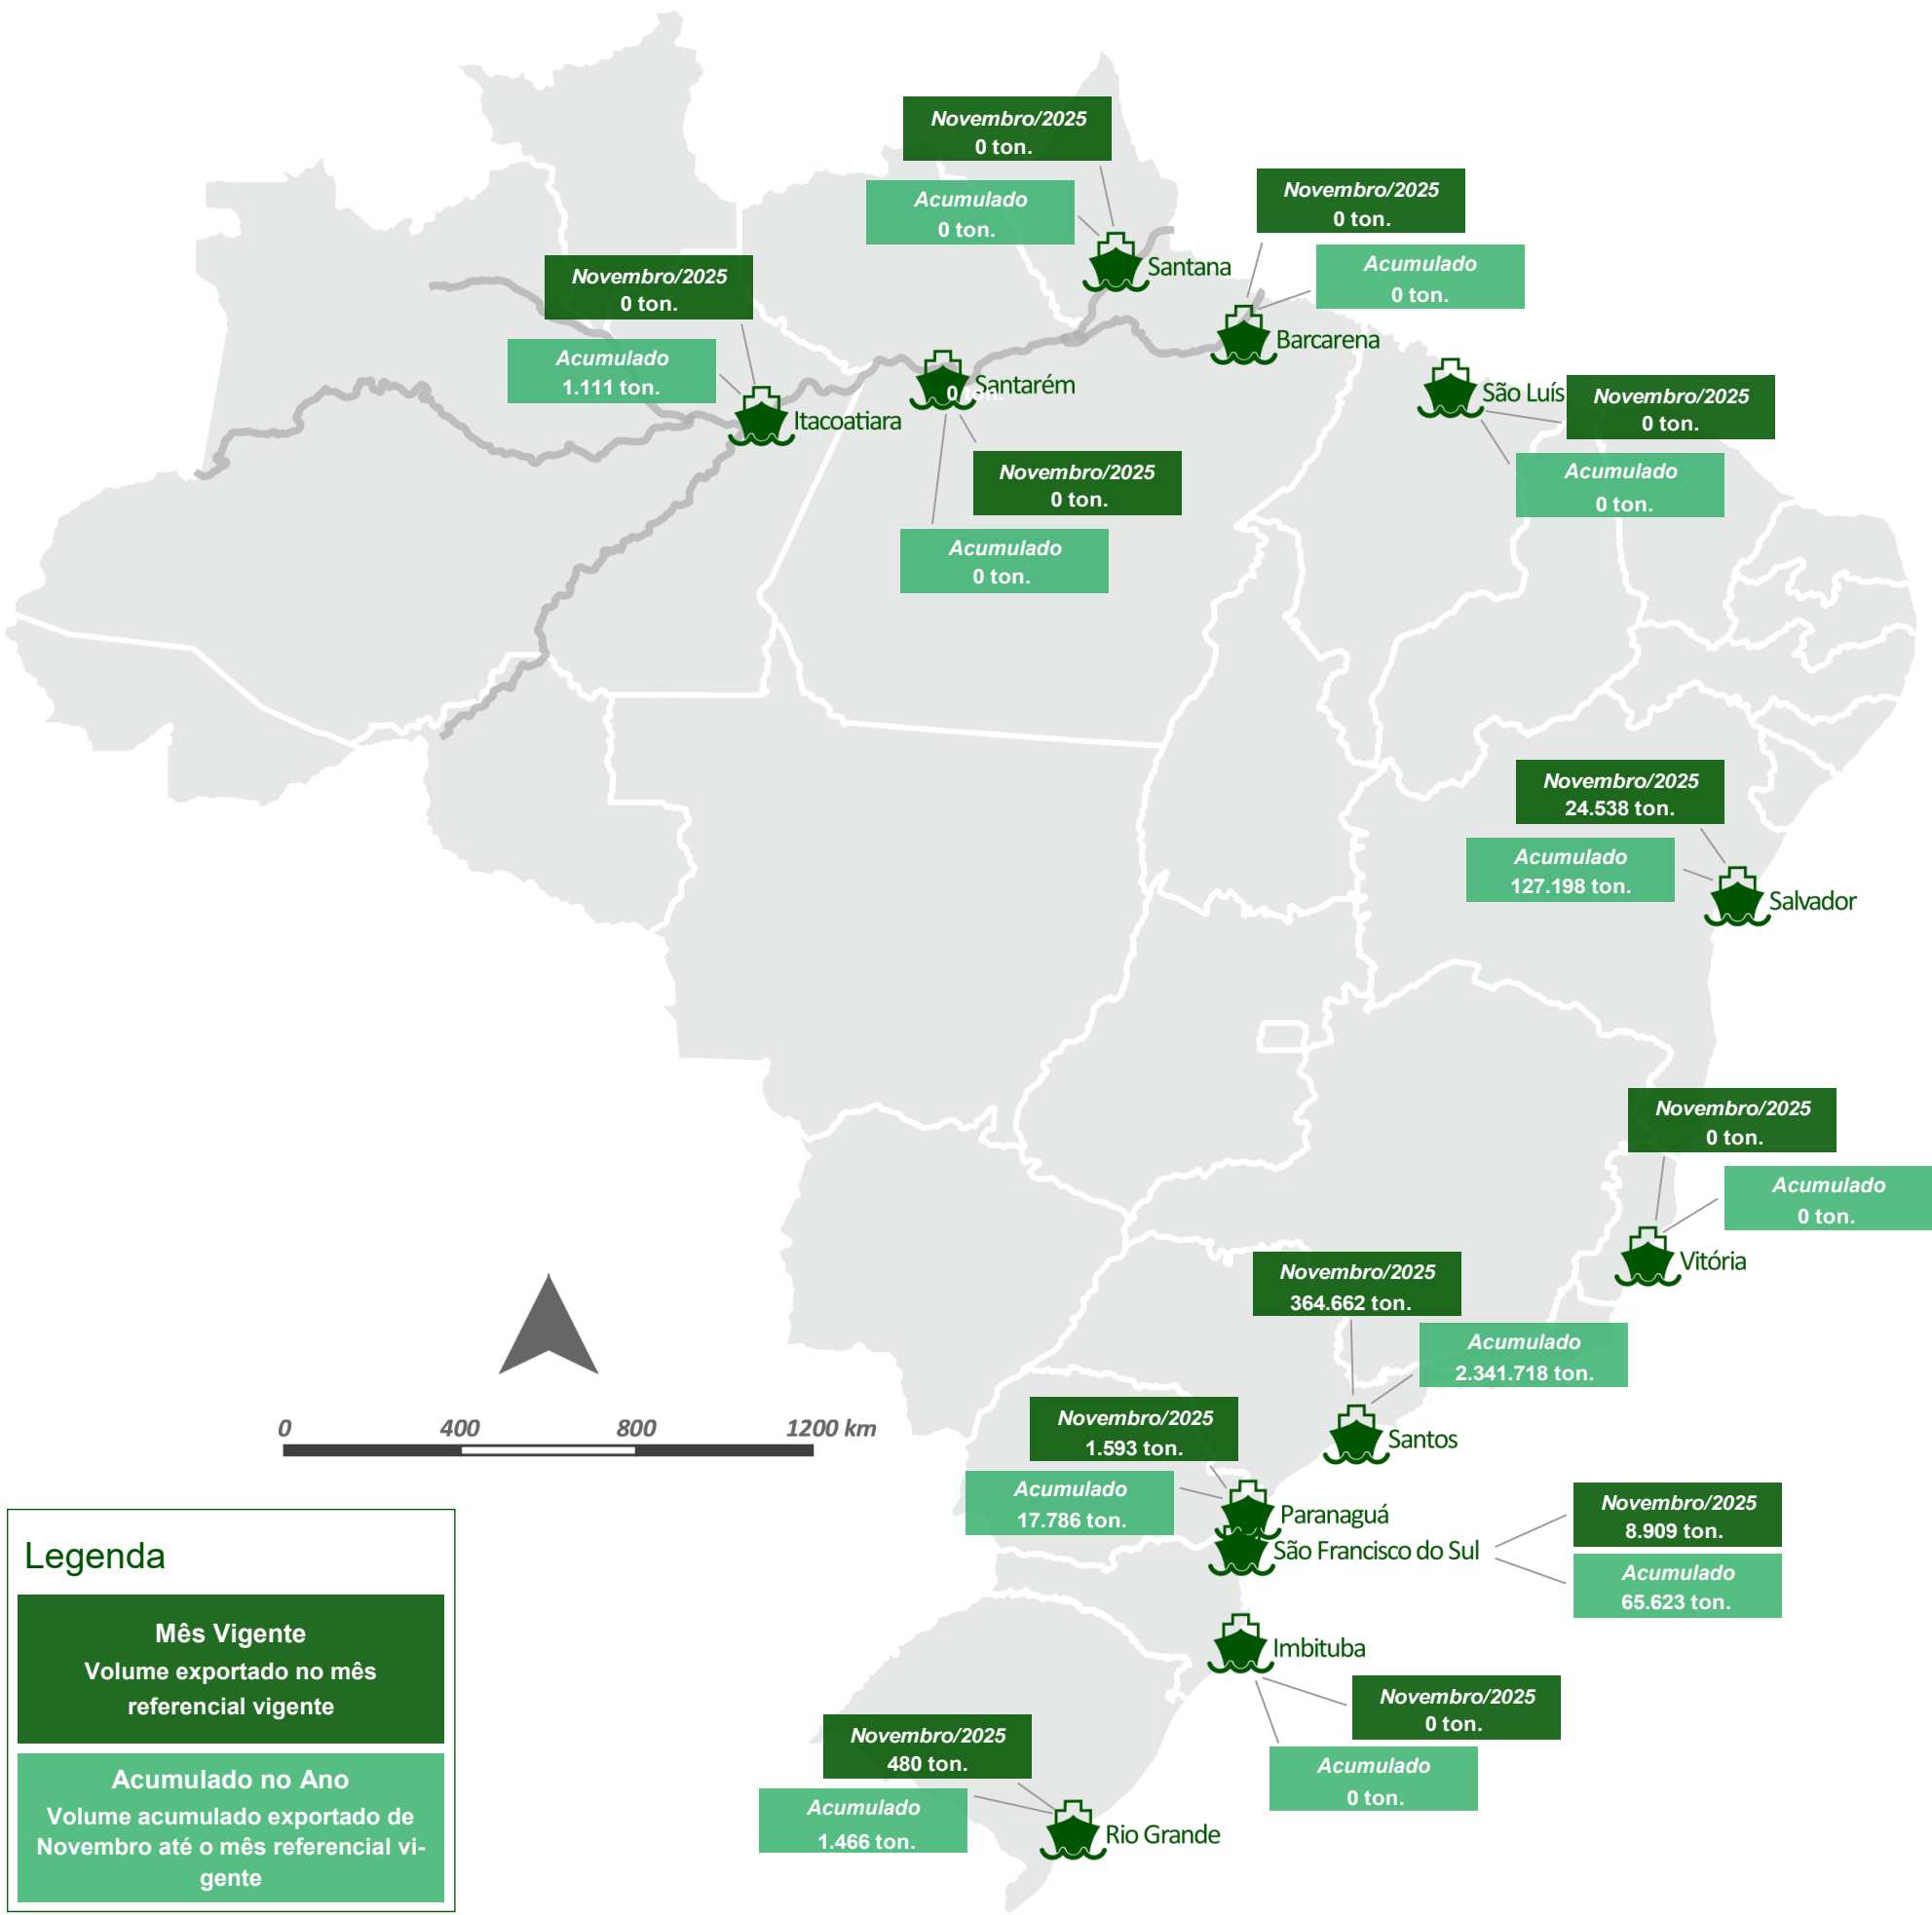 Novembro/2025
0 ton.
Acumulado
0 ton.
Santana
Novembro/2025
0 ton.
Acumulado
0 ton.
Barcarena
Novembro/2025
0 ton.
Acumulado
1.111 ton.
Itacoatiara
Santarém
0 ton.
Novembro/2025
0 ton.
Acumulado
0 ton.
São Luís
Novembro/2025
0 ton.
Acumulado
0 ton.
Novembro/2025
24.538 ton.
Acumulado
127.198 ton.
Salvador
Novembro/2025
0 ton.
Acumulado
0 ton.
Vitória
Novembro/2025
364.662 ton.
Acumulado
2.341.718 ton.
Santos
Novembro/2025
1.593 ton.
Acumulado
17.786 ton.
Paranaguá
São Francisco do Sul
Novembro/2025
8.909 ton.
Acumulado
65.623 ton.
Imbituba
Novembro/2025
0 ton.
Acumulado
0 ton.
Novembro/2025
480 ton.
Acumulado
1.466 ton.
Rio Grande
0 400 800 1200 km
Legenda
Mês Vigente
Volume exportado no mês
referencial vigente
Acumulado no Ano
Volume acumulado exportado de
Novembro até o mês referencial vi-
gente